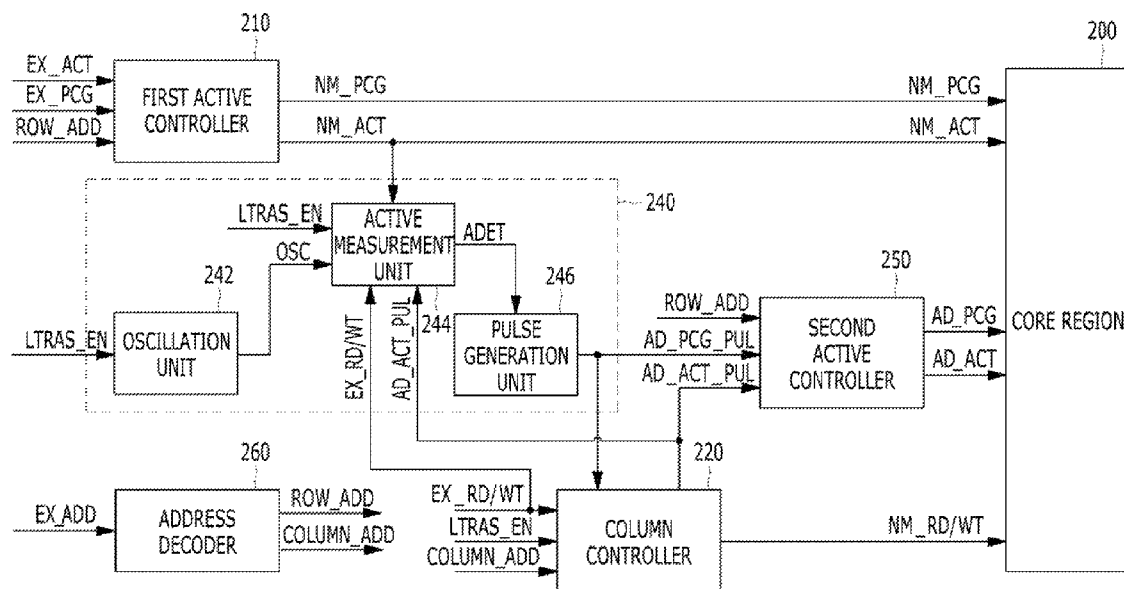 210
200
EX_ACT
EX_PCG
ROW_ADD
FIRST ACTIVE
CONTROLLER
NM_PCG
NM_ACT
NM_PCG
NM_ACT
240
LTRAS_EN
OSC
ACTIVE
MEASUREMENT
UNIT
ADET
244
242
LTRAS_EN
OSCILLATION
UNIT
EX_RD/WT
AD_ACT_PUL
246
PULSE
GENERATION
UNIT
250
ROW_ADD
AD_PCG_PUL
AD_ACT_PUL
SECOND
ACTIVE
CONTROLLER
AD_PCG
AD_ACT
CORE REGION
260
EX_ADD
ADDRESS
DECODER
ROW_ADD
COLUMN_ADD
220
EX_RD/WT
LTRAS_EN
COLUMN_ADD
COLUMN
CONTROLLER
NM_RD/WT